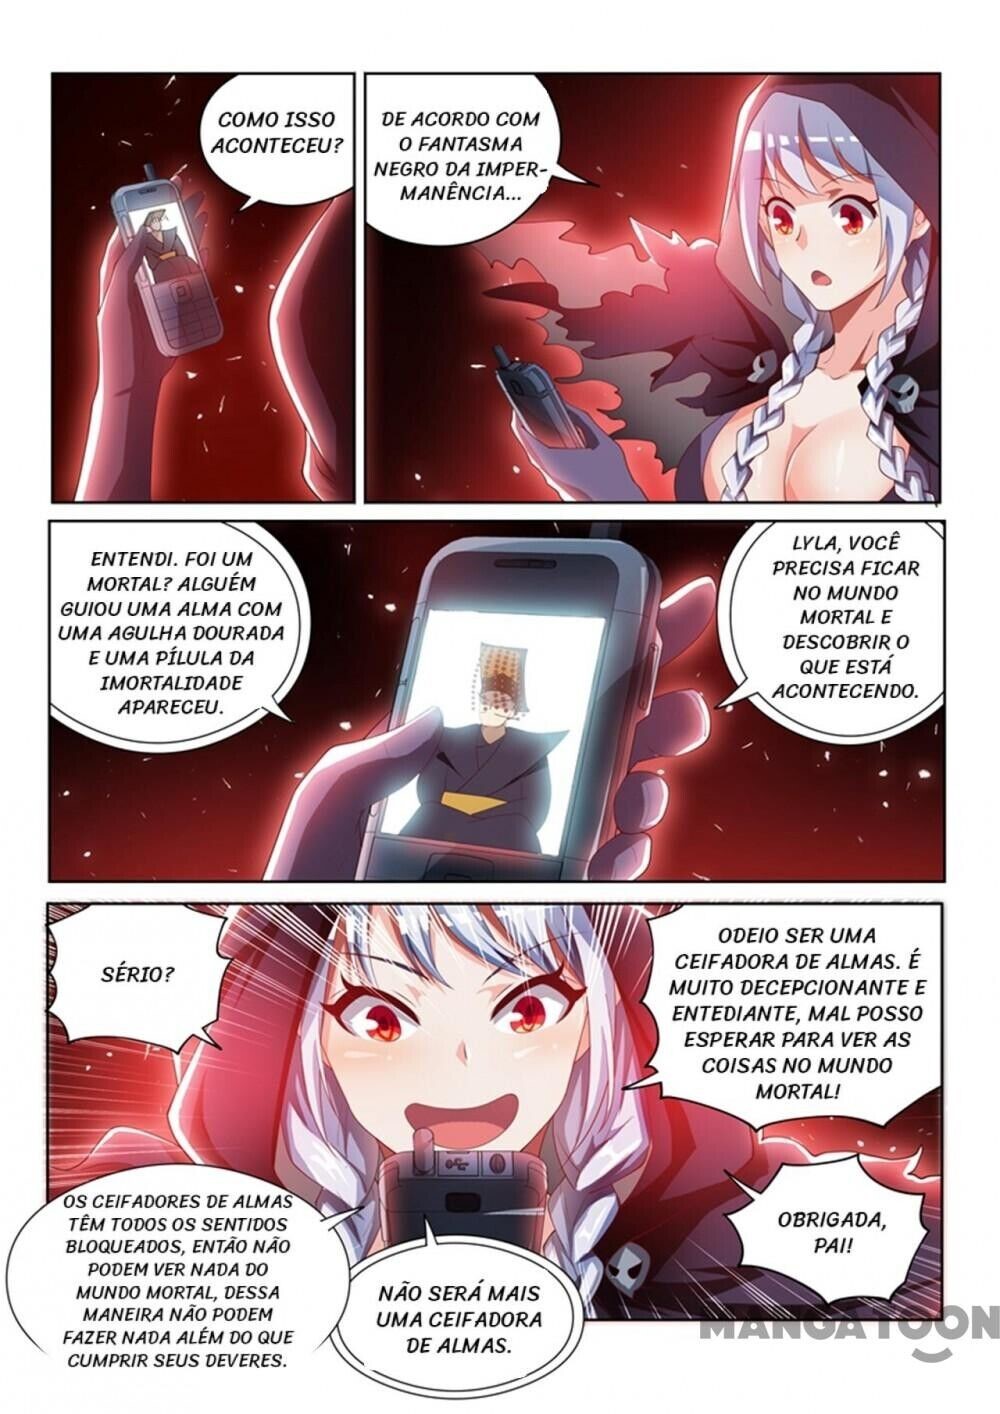 COMO ISSO
ACONTECEU?
DE ACORDO COM
O FANTASMA
NEGRO DA IMPER-
MANÊNCIA...
ENTENDI. FOI UM
MORTAL? ALGUÉM
GUIOU UMA ALMA COM
UMA AGULHA DOURADA
E UMA PÍLULA DA
IMORTALIDADE
APARECEU.
LYLA, VOCÊ
PRECISA FICAR
NO MUNDO
MORTAL E
DESCOBRIR O
QUE ESTÁ
ACONTECENDO.
SÉRIO?
ODEIO SER UMA
CEIFADORA DE ALMAS. É
MUITO DECEPCIONANTE E
ENTEDIANTE, MAL POSSO
ESPERAR PARA VER AS
COISAS NO MUNDO
MORTAL!
OS CEIFADORES DE ALMAS
TÊM TODOS OS SENTIDOS
BLOQUEADOS, ENTÃO NÃO
PODEM VER NADA DO
MUNDO MORTAL, DESSA
MANEIRA NÃO PODEM
FAZER NADA ALÉM DO QUE
CUMPRIR SEUS DEVERES.
NÃO SERÁ MAIS
UMA CEIFADORA
DE ALMAS.
OBRIGADA,
PAI!
MANGATOON